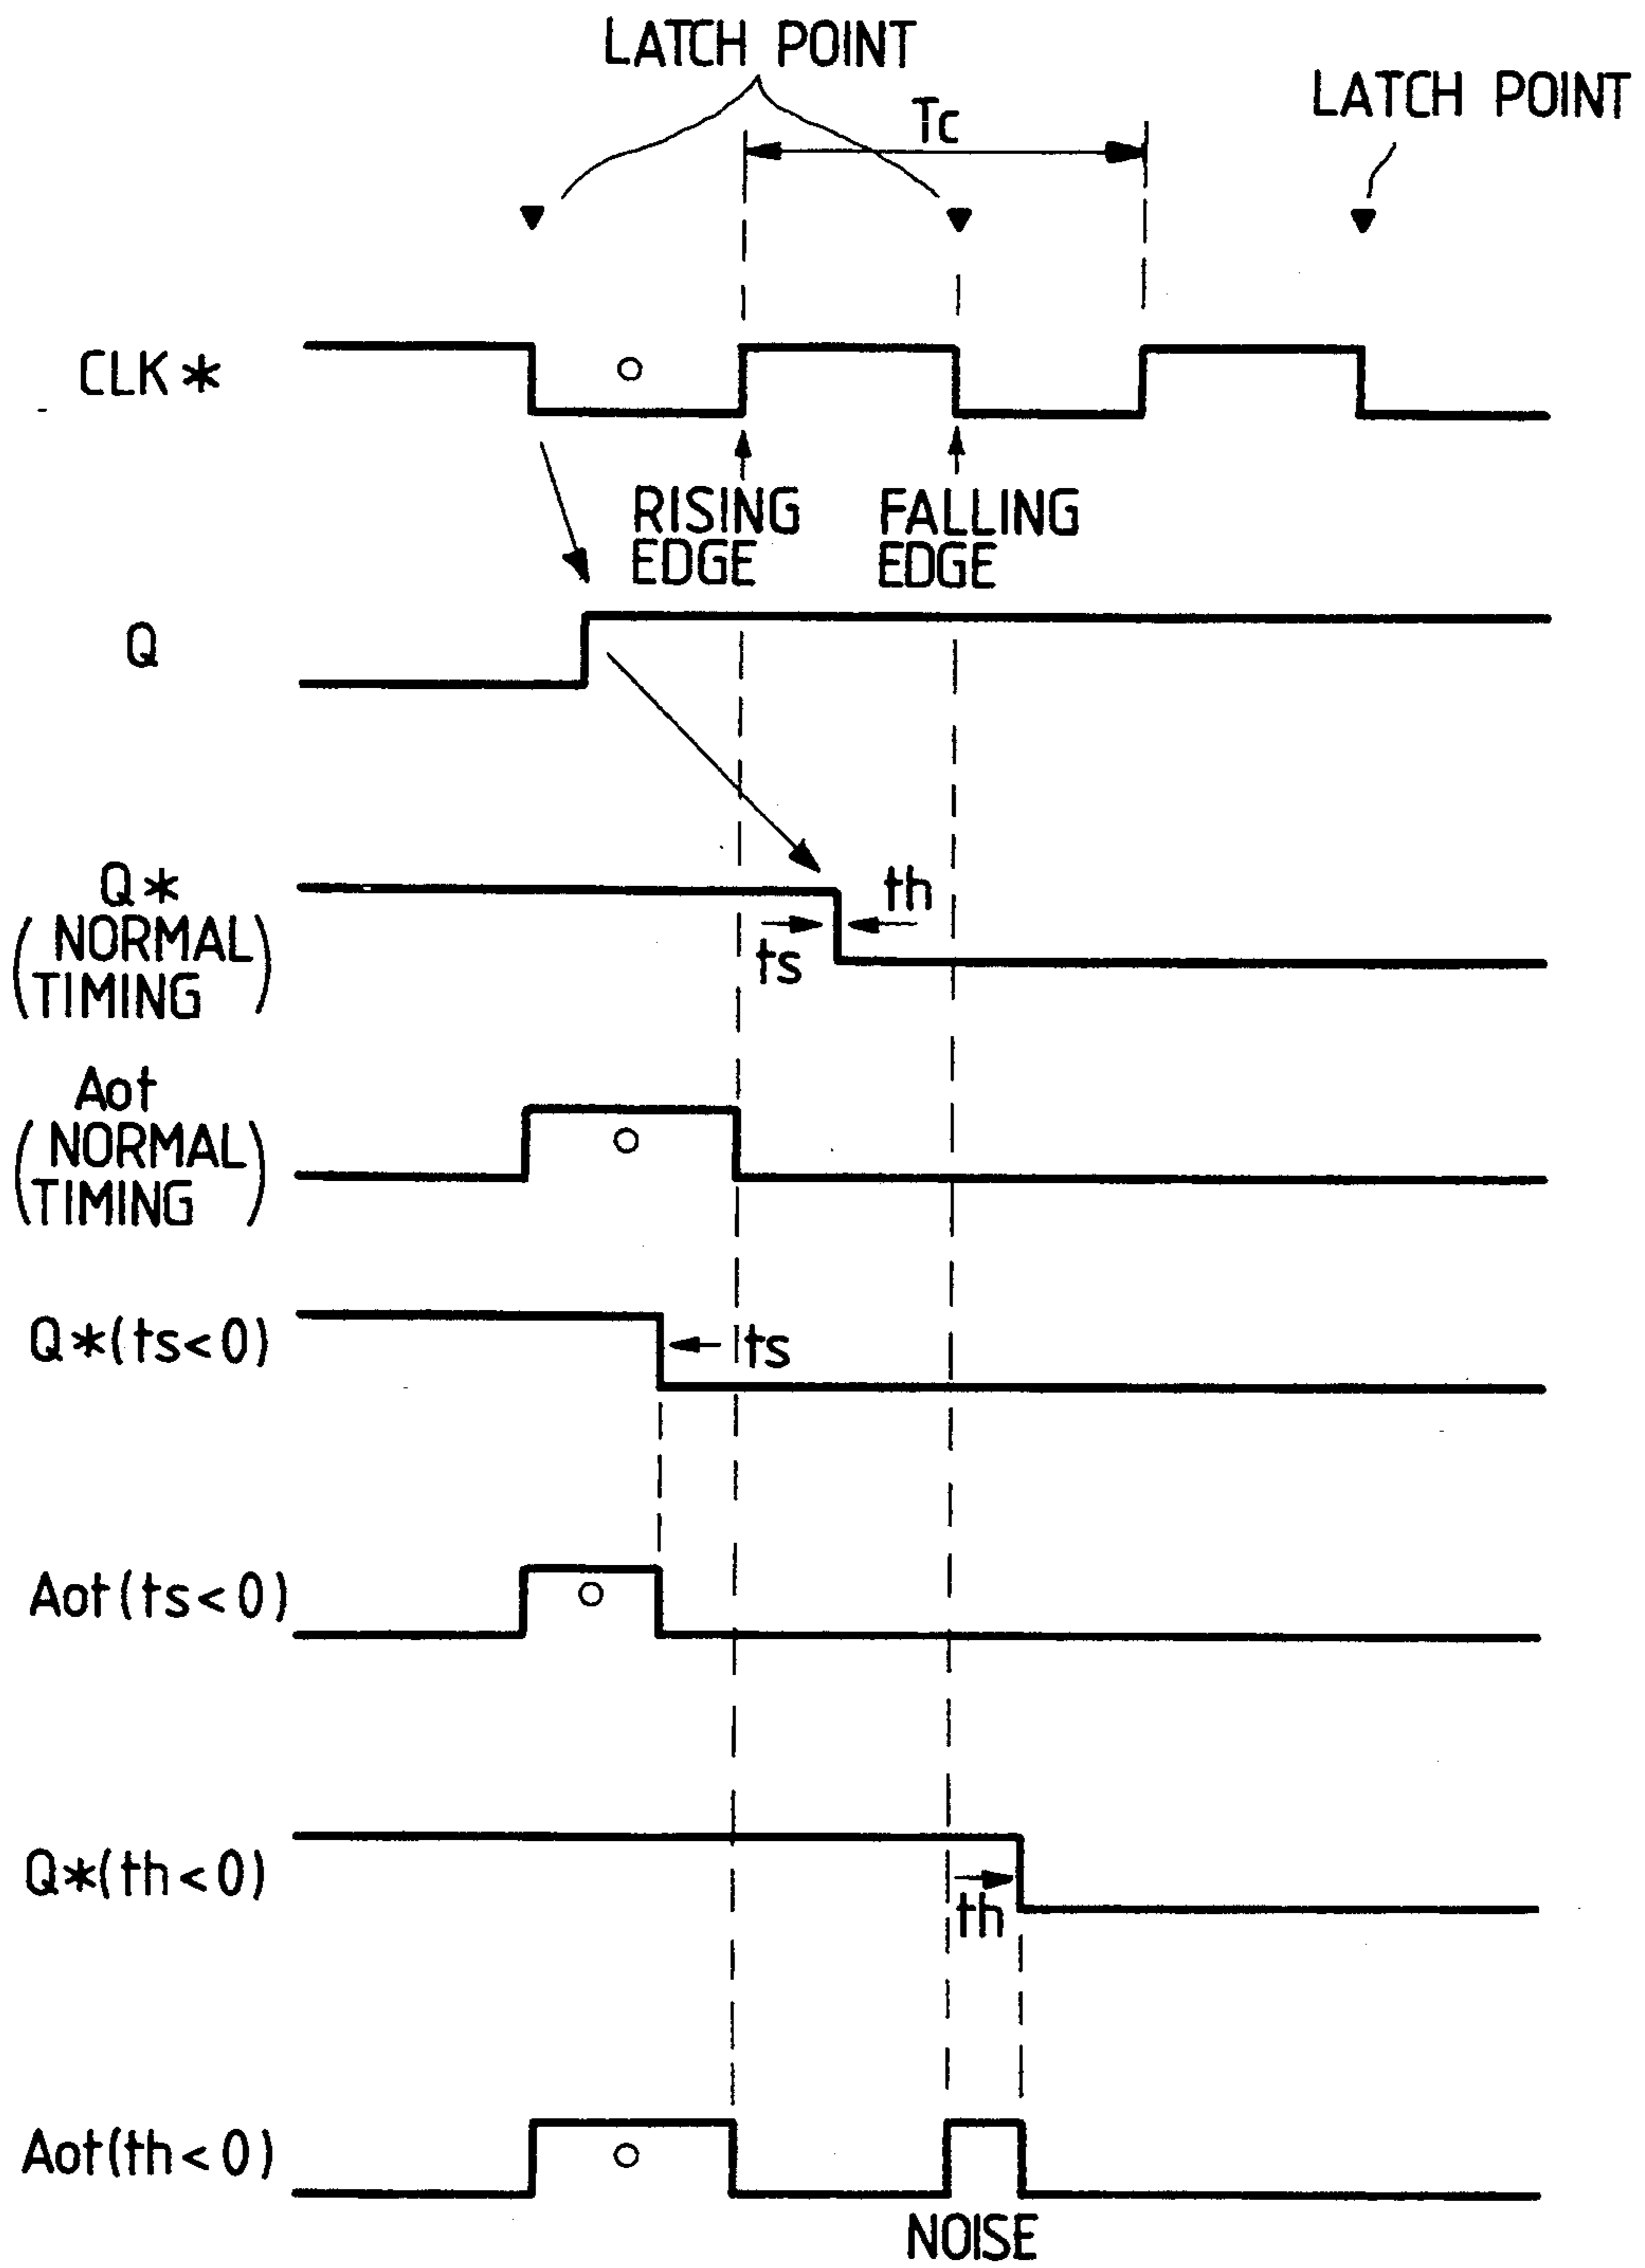 LATCH POINT
LATCH POINT
Tc
CLK*
RISING
EDGE
FALLING
EDGE
Q
Q*
(NORMAL
TIMING)
th
ts
Aot
(NORMAL
TIMING)
Q*(ts<0)
ts
Aot(ts<0)
Q*(th<0)
th
Aot(th<0)
NOISE